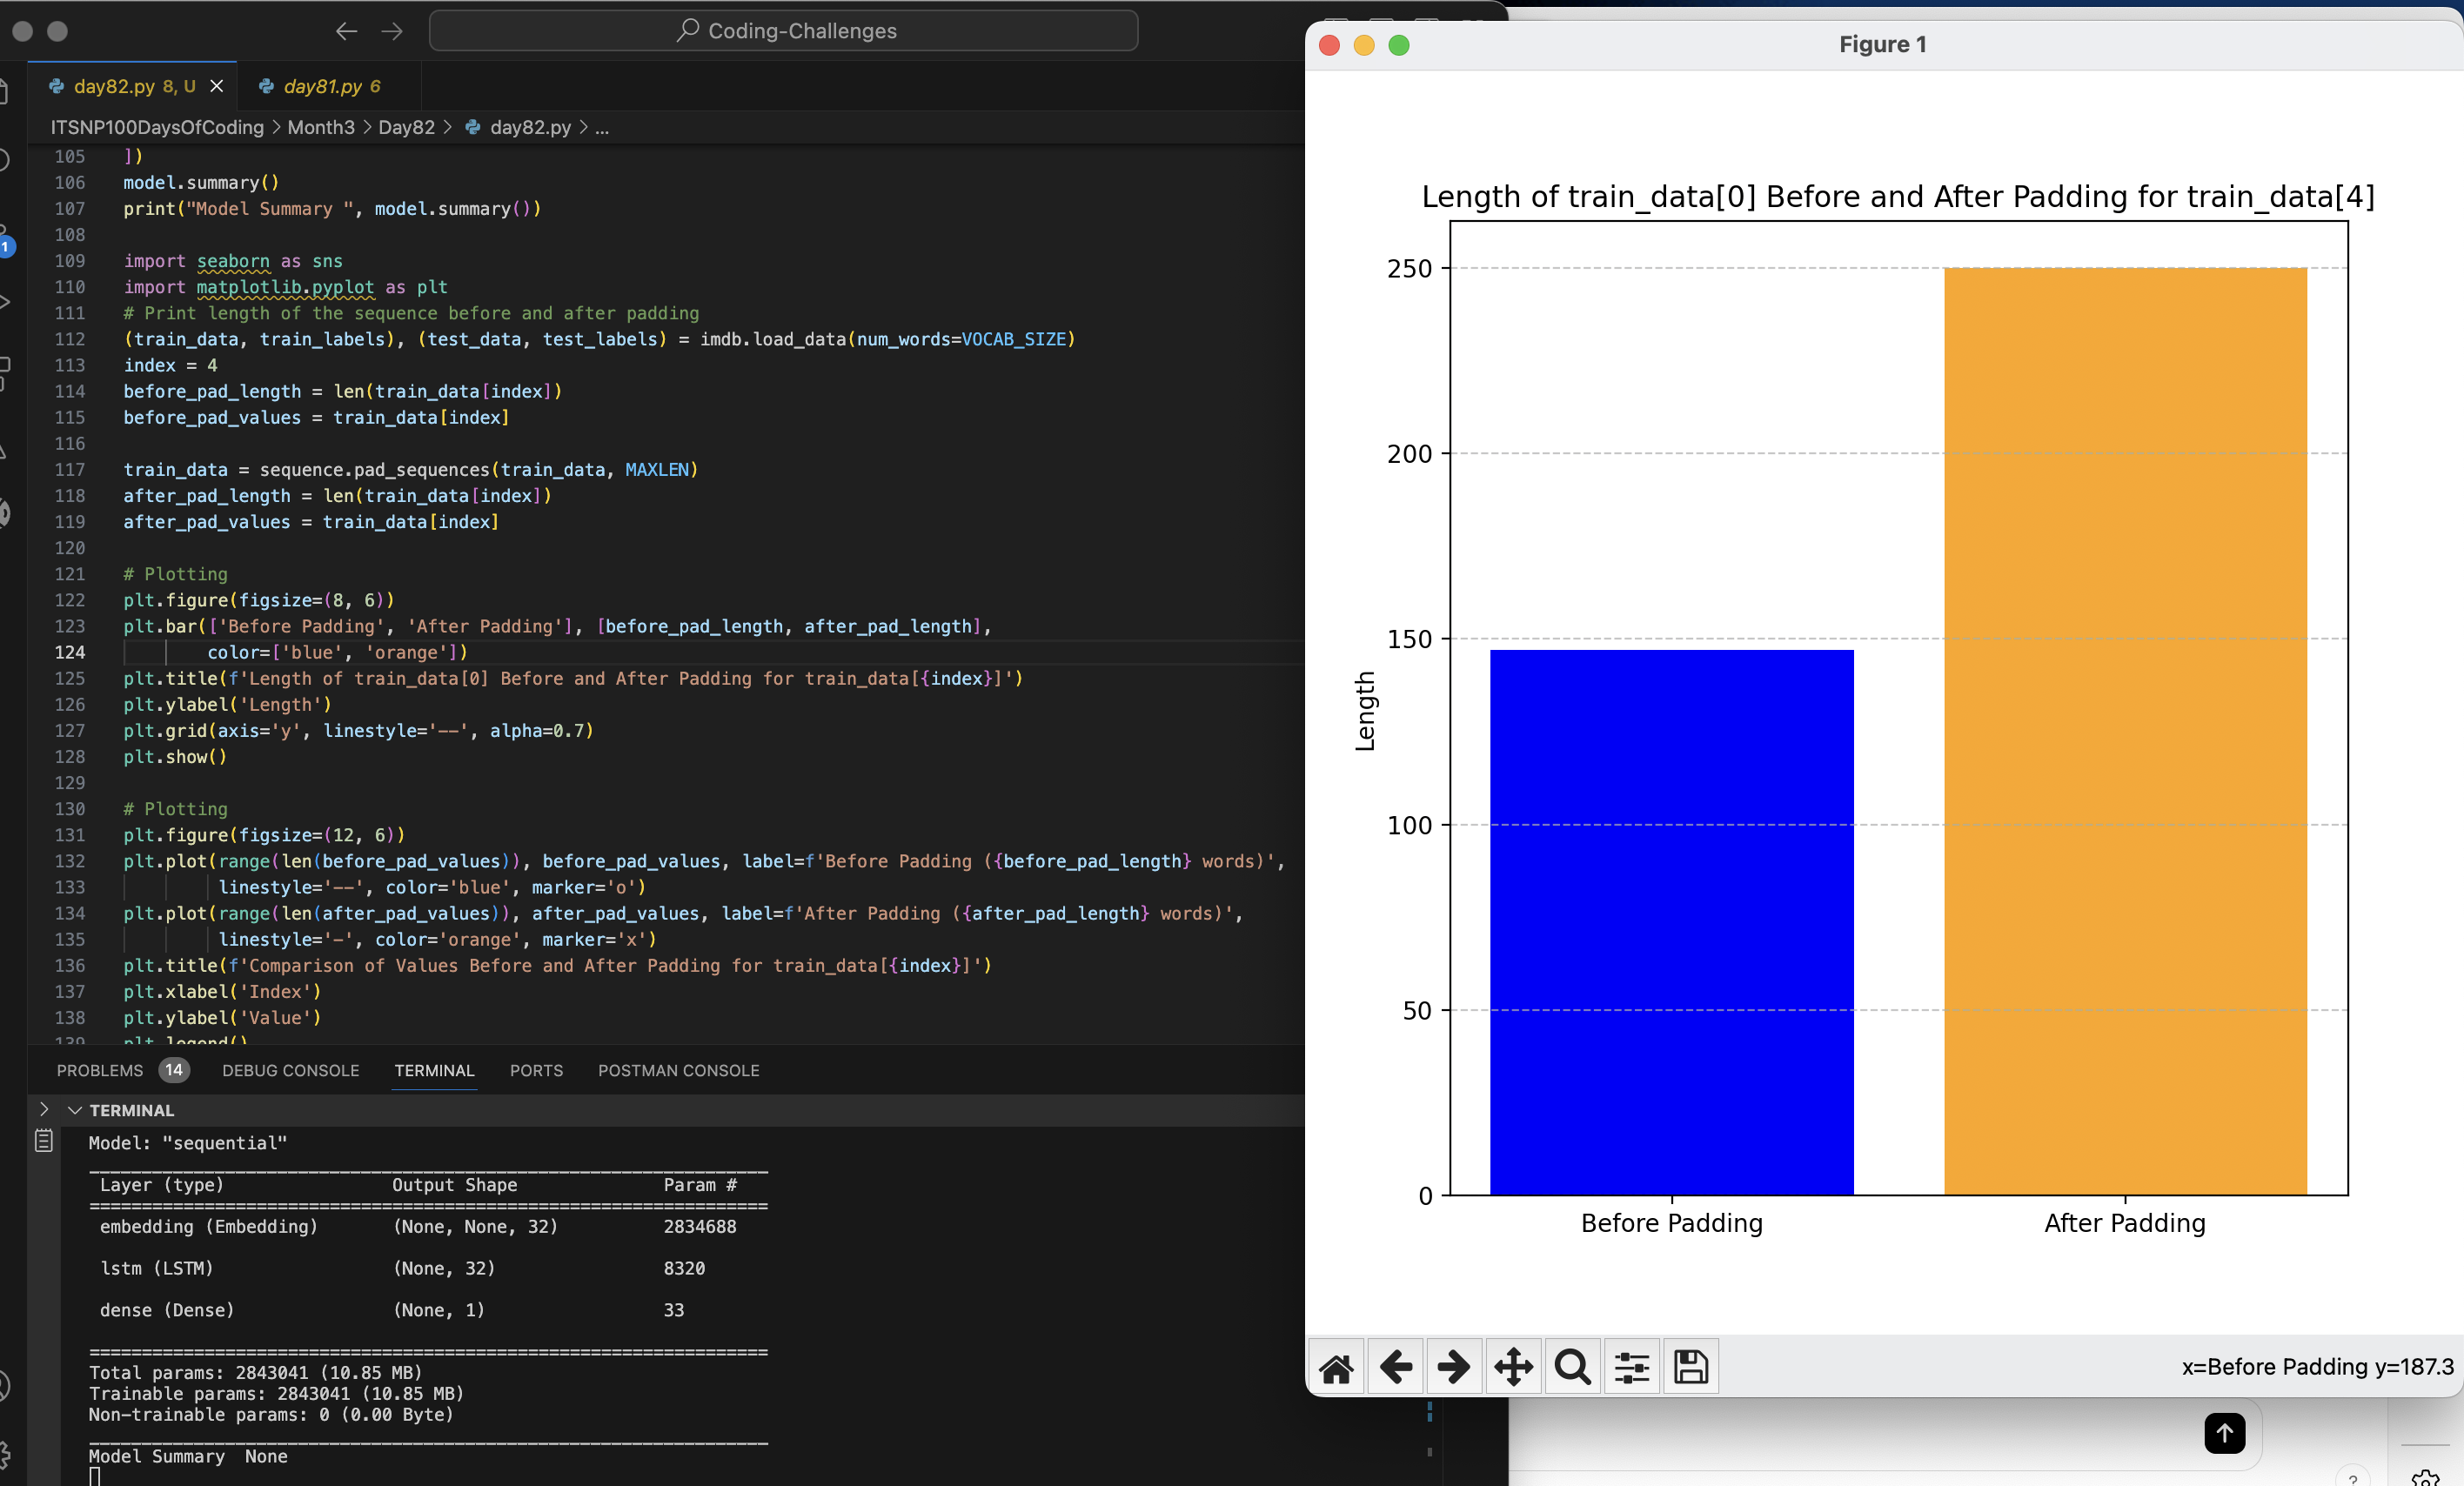 Coding-Challenges
day82.py 8, U
day81.py 6
ITSNP100DaysOfCoding > Month3 > Day82 > day82.py > ...
105 ])
106 model.summary()
107 print("Model Summary ", model.summary())
108
109 import seaborn as sns
110 import matplotlib.pyplot as plt
111 # Print length of the sequence before and after padding
112 (train_data, train_labels), (test_data, test_labels) = imdb.load_data(num_words=VOCAB_SIZE)
113 index = 4
114 before_pad_length = len(train_data[index])
115 before_pad_values = train_data[index]
116
117 train_data = sequence.pad_sequences(train_data, MAXLEN)
118 after_pad_length = len(train_data[index])
119 after_pad_values = train_data[index]
120
121 # Plotting
122 plt.figure(figsize=(8, 6))
123 plt.bar(['Before Padding', 'After Padding'], [before_pad_length, after_pad_length],
124 color=['blue', 'orange'])
125 plt.title(f'Length of train_data[0] Before and After Padding for train_data[{index}]')
126 plt.ylabel('Length')
127 plt.grid(axis='y', linestyle='--', alpha=0.7)
128 plt.show()
129
130 # Plotting
131 plt.figure(figsize=(12, 6))
132 plt.plot(range(len(before_pad_values)), before_pad_values, label=f'Before Padding ({before_pad_length} words)',
133 linestyle='--', color='blue', marker='o')
134 plt.plot(range(len(after_pad_values)), after_pad_values, label=f'After Padding ({after_pad_length} words)',
135 linestyle='-', color='orange', marker='x')
136 plt.title(f'Comparison of Values Before and After Padding for train_data[{index}]')
137 plt.xlabel('Index')
138 plt.ylabel('Value')
139 plt.legend()
1
PROBLEMS 14 DEBUG CONSOLE TERMINAL PORTS POSTMAN CONSOLE
TERMINAL
Model: "sequential"
Layer (type) Output Shape Param #
embedding (Embedding) (None, None, 32) 2834688
lstm (LSTM) (None, 32) 8320
dense (Dense) (None, 1) 33
Total params: 2843041 (10.85 MB)
Trainable params: 2843041 (10.85 MB)
Non-trainable params: 0 (0.00 Byte)
Model Summary None
Figure 1
Length of train_data[0] Before and After Padding for train_data[4]
250
200
150
100
50
0
Length
Before Padding
After Padding
x=Before Padding y=187.3
?